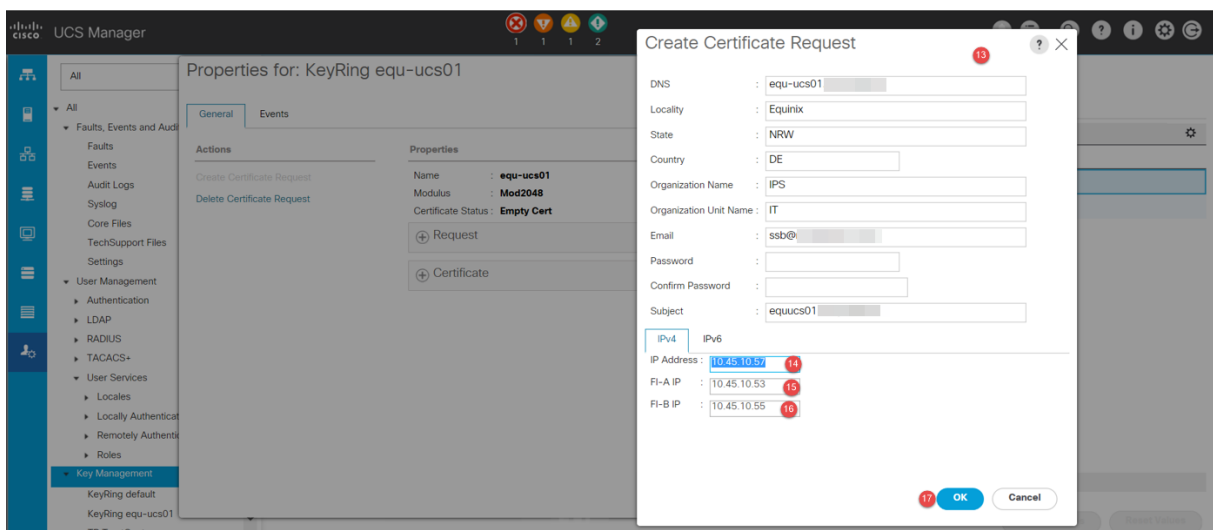 cisco UCS Manager
1 1 1 2
All
All
Faults, Events and Audi
Faults
Events
Audit Logs
Syslog
Core Files
TechSupport Files
Settings
User Management
Authentication
LDAP
RADIUS
TACACS+
User Services
Locales
Locally Authenticat
Remotely Authentic
Roles
Key Management
KeyRing default
KeyRing equ-ucs01
Properties for: KeyRing equ-ucs01
General Events
Actions
Create Certificate Request
Delete Certificate Request
Properties
Name : equ-ucs01
Modulus : Mod2048
Certificate Status : Empty Cert
Request
Certificate
Create Certificate Request 13 ?
DNS : equ-ucs01
Locality : Equinix
State : NRW
Country : DE
Organization Name : IPS
Organization Unit Name : IT
Email : ssb@
Password :
Confirm Password :
Subject : equucs01
IPv4 IPv6
IP Address : 10.45.10.57 14
FI-A IP : 10.45.10.53 15
FI-B IP : 10.45.10.55 16
17 OK Cancel